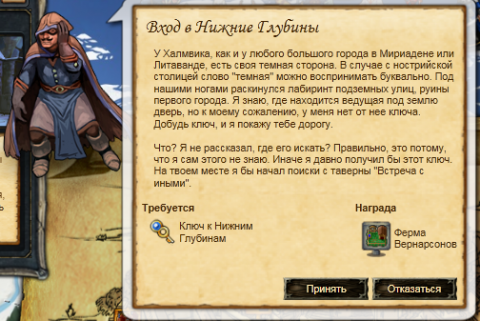 Вход в Нижние Глубины
У Халмвика, как и у любого большого города в Мириадене или
Литаванде, есть своя темная сторона. В случае с нострийской
столицей слово "темная" можно воспринимать буквально. Под
нашими ногами раскинулся лабиринт подземных улиц, руины
первого города. Я знаю, где находится ведущая под землю
дверь, но к моему сожалению, у меня нет от нее ключа.
Добудь ключ, и я покажу тебе дорогу.
Что? Я не рассказал, где его искать? Правильно, это потому,
что я сам этого не знаю. Иначе я давно получил бы этот ключ.
На твоем месте я бы начал поиски с таверны "Встреча с
иными".
Требуется
Награда
Ключ к Нижним
Глубинам
Ферма
Вернарсонов
Принять
Отказаться